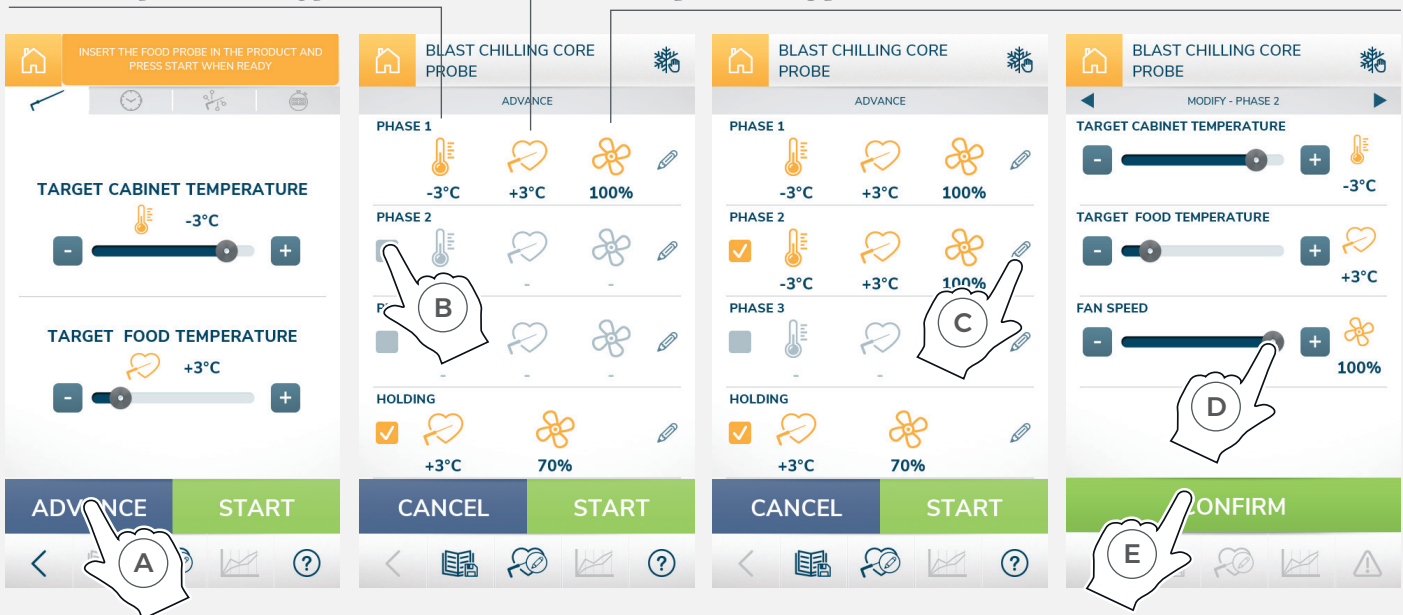 INSERT THE FOOD PROBE IN THE PRODUCT AND
PRESS START WHEN READY
TARGET CABINET TEMPERATURE
-3°C
-
+
TARGET FOOD TEMPERATURE
+3°C
-
+
START
A
?
BLAST CHILLING CORE
PROBE
ADVANCE
PHASE 1
-3°C +3°C 100%
PHASE 2
- -
B
- - -
HOLDING
+3°C 70%
CANCEL START
?
BLAST CHILLING CORE
PROBE
ADVANCE
PHASE 1
-3°C +3°C 100%
PHASE 2
-3°C +3°C 100%
PHASE 3
C
- -
HOLDING
+3°C 70%
CANCEL START
?
BLAST CHILLING CORE
PROBE
MODIFY - PHASE 2
TARGET CABINET TEMPERATURE
- +
-3°C
TARGET FOOD TEMPERATURE
- +
+3°C
FAN SPEED
- +
100%
D
CONFIRM
E